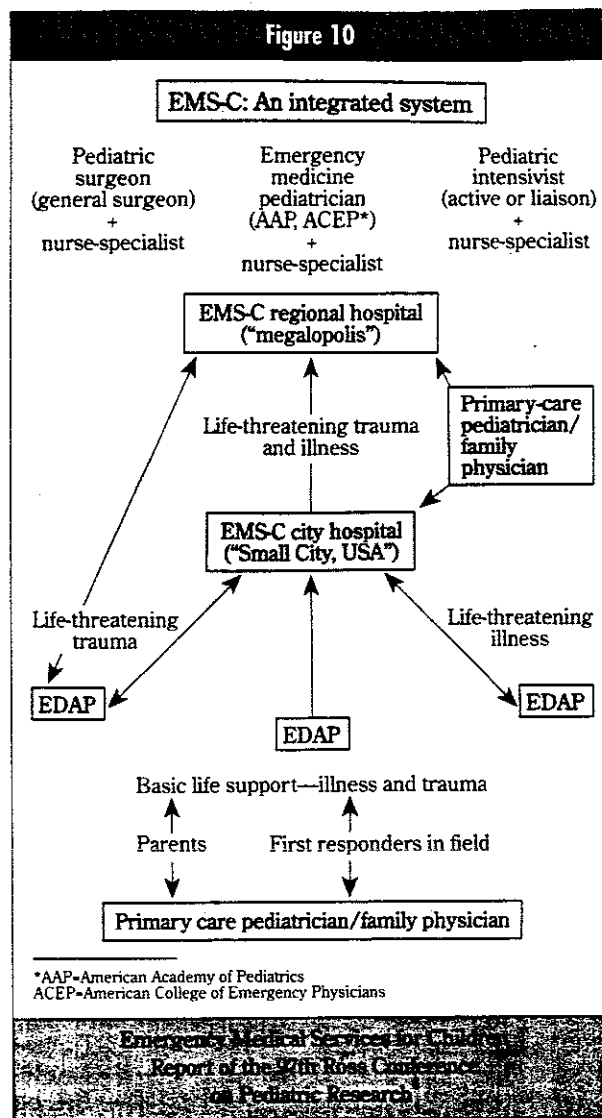 Figure 10
EMS-C: An integrated system
Pediatric
surgeon
(general surgeon)
+
nurse-specialist
Emergency
medicine
pediatrician
(AAP, ACEP*)
+
nurse-specialist
Pediatric
intensivist
(active or liaison)
+
nurse-specialist
EMS-C regional hospital
("megalopolis")
Life-threatening trauma
and illness
Primary-care
pediatrician/
family
physician
EMS-C city hospital
("Small City, USA")
Life-threatening
trauma
Life-threatening
illness
EDAP
EDAP
EDAP
Basic life support—illness and trauma
Parents
First responders in field
Primary care pediatrician/family physician
*AAP=American Academy of Pediatrics
ACEP=American College of Emergency Physicians
Emergency Medical Services for Children
Report of the 97th Ross Conference
on Pediatric Research